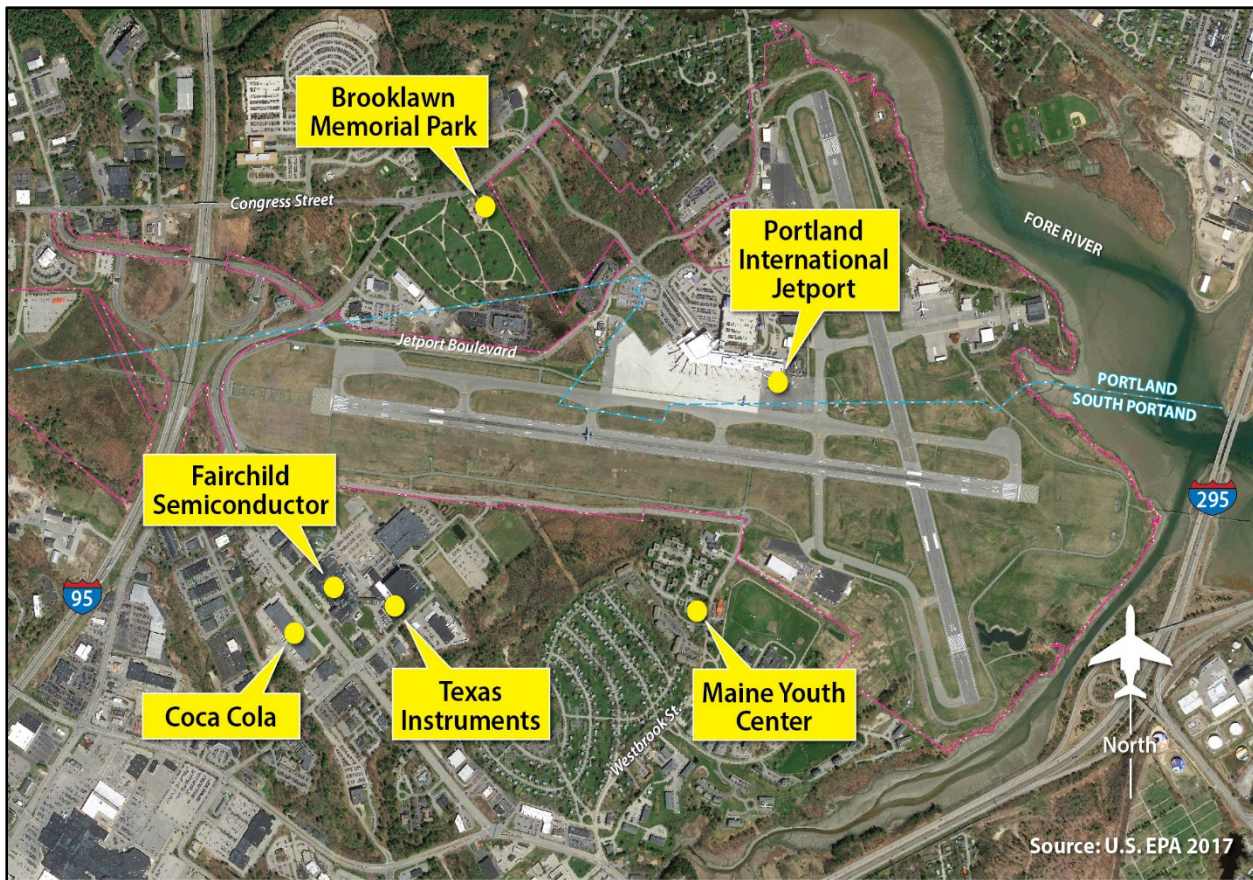 Brooklawn
Memorial Park
Congress Street
Portland
International
Jetport
FORE RIVER
Jetport Boulevard
PORTLAND
SOUTH PORTAND
Fairchild
Semiconductor
295
95
Coca Cola
Texas
Instruments
Westbrook St.
Maine Youth
Center
North
Source: U.S. EPA 2017